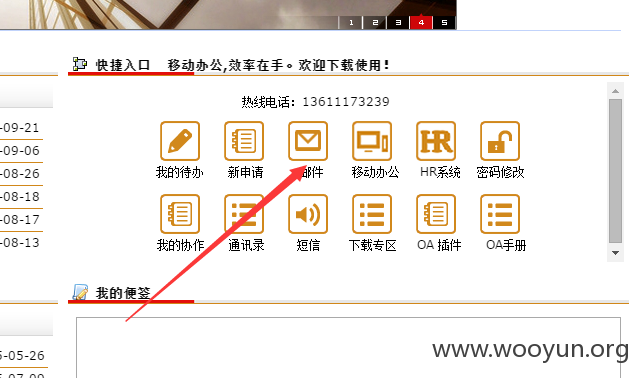 1 2 3 4 5
快捷入口 移动办公,效率在手。欢迎下载使用!
热线电话：13611173239
-09-21
-09-06
-08-26
-08-18
-08-17
-08-13
我的待办 新申请 邮件 移动办公 HR系统 密码修改
我的协作 通讯录 短信 下载专区 OA 插件 OA手册
我的便签
-05-26
www.wooyun.org